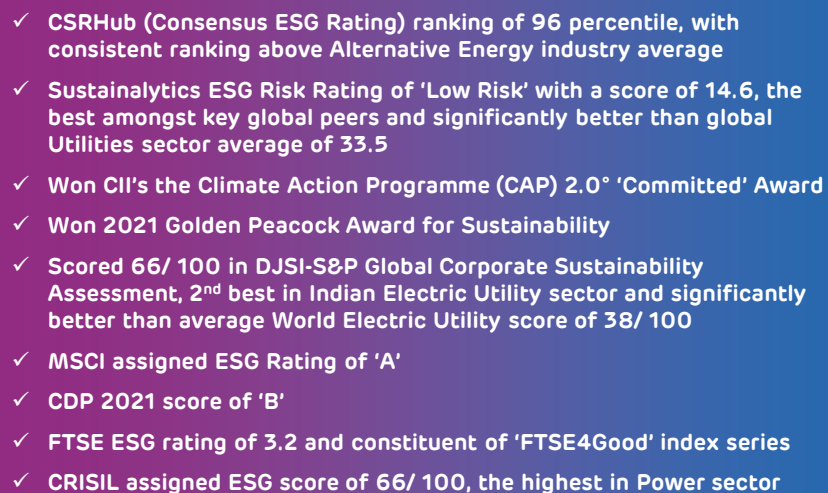 ✓ CSRHub (Consensus ESG Rating) ranking of 96 percentile, with
consistent ranking above Alternative Energy industry average
✓ Sustainalytics ESG Risk Rating of ‘Low Risk’ with a score of 14.6, the
best amongst key global peers and significantly better than global
Utilities sector average of 33.5
✓ Won CII’s the Climate Action Programme (CAP) 2.0° ‘Committed’ Award
✓ Won 2021 Golden Peacock Award for Sustainability
✓ Scored 66/ 100 in DJSI-S&P Global Corporate Sustainability
Assessment, 2nd best in Indian Electric Utility sector and significantly
better than average World Electric Utility score of 38/ 100
✓ MSCI assigned ESG Rating of ‘A’
✓ CDP 2021 score of ‘B’
✓ FTSE ESG rating of 3.2 and constituent of ‘FTSE4Good’ index series
✓ CRISIL assigned ESG score of 66/ 100, the highest in Power sector